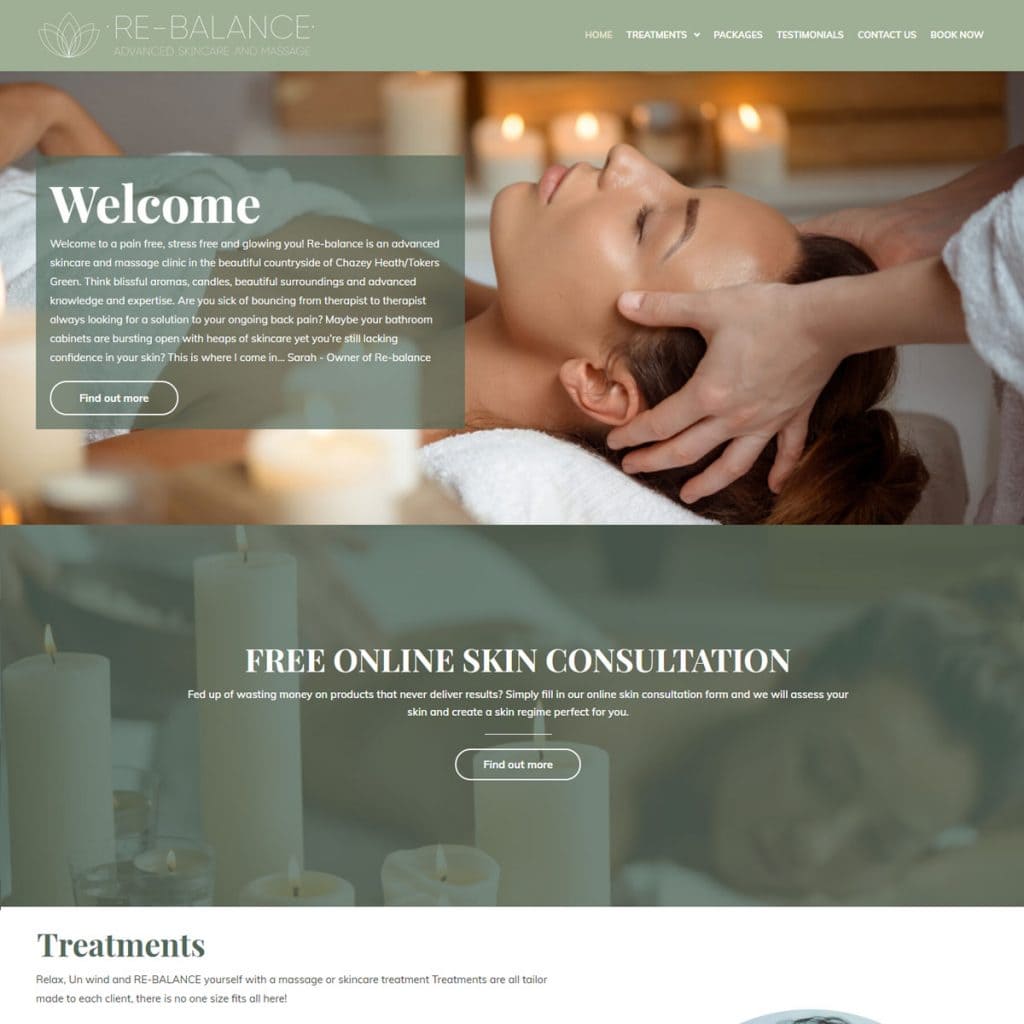 ·RE-BALANCE·
ADVANCED SKINCARE AND MASSAGE
HOME TREATMENTS PACKAGES TESTIMONIALS CONTACT US BOOK NOW
Welcome
Welcome to a pain free, stress free and glowing you! Re-balance is an advanced
skincare and massage clinic in the beautiful countryside of Chazey Heath/Tokers
Green. Think blissful aromas, candles, beautiful surroundings and advanced
knowledge and expertise. Are you sick of bouncing from therapist to therapist
always looking for a solution to your ongoing back pain? Maybe your bathroom
cabinets are bursting open with heaps of skincare yet you're still lacking
confidence in your skin? This is where I come in... Sarah - Owner of Re-balance
Find out more
FREE ONLINE SKIN CONSULTATION
Fed up of wasting money on products that never deliver results? Simply fill in our online skin consultation form and we will assess your
skin and create a skin regime perfect for you.
Find out more
Treatments
Relax, Un wind and RE-BALANCE yourself with a massage or skincare treatment Treatments are all tailor
made to each client, there is no one size fits all here!